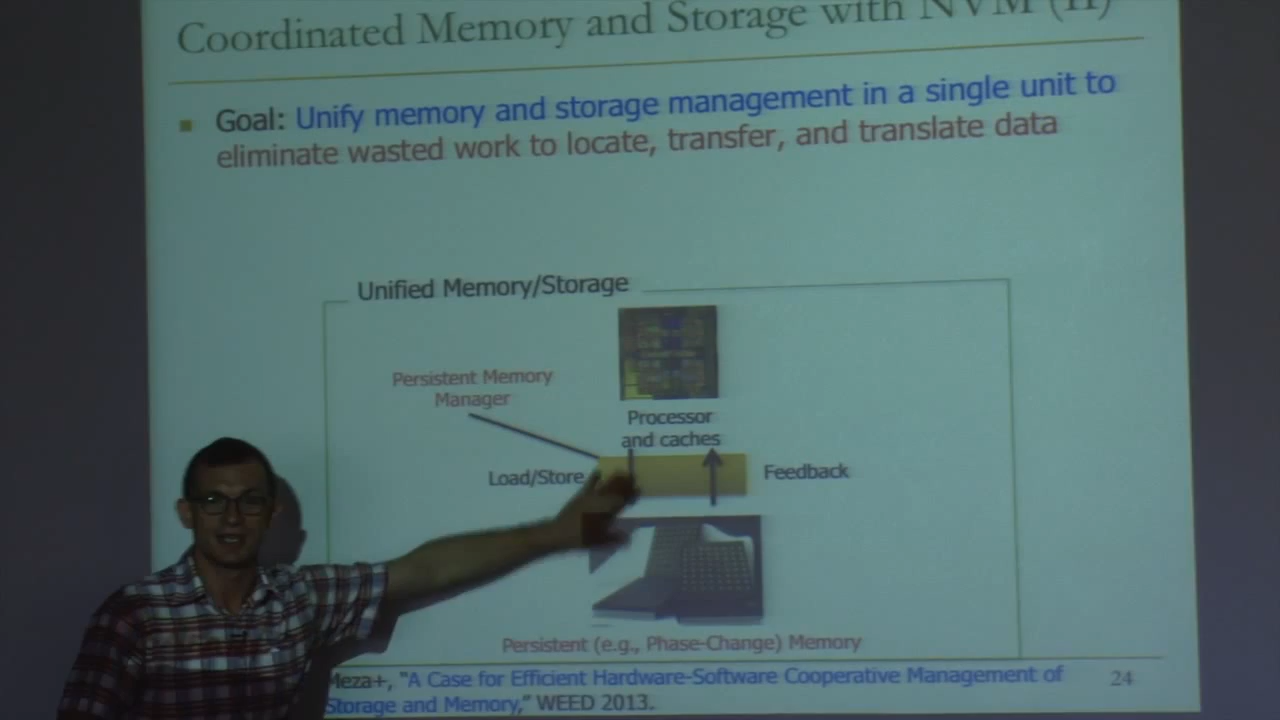 Coordinated Memory and Storage with NVM (II)
Goal: Unify memory and storage management in a single unit to
eliminate wasted work to locate, transfer, and translate data
Unified Memory/Storage
Persistent Memory
Manager
Processor
and caches
Load/Store
Feedback
Persistent (e.g., Phase-Change) Memory
Meza+, "A Case for Efficient Hardware-Software Cooperative Management of
Storage and Memory," WEED 2013.
24